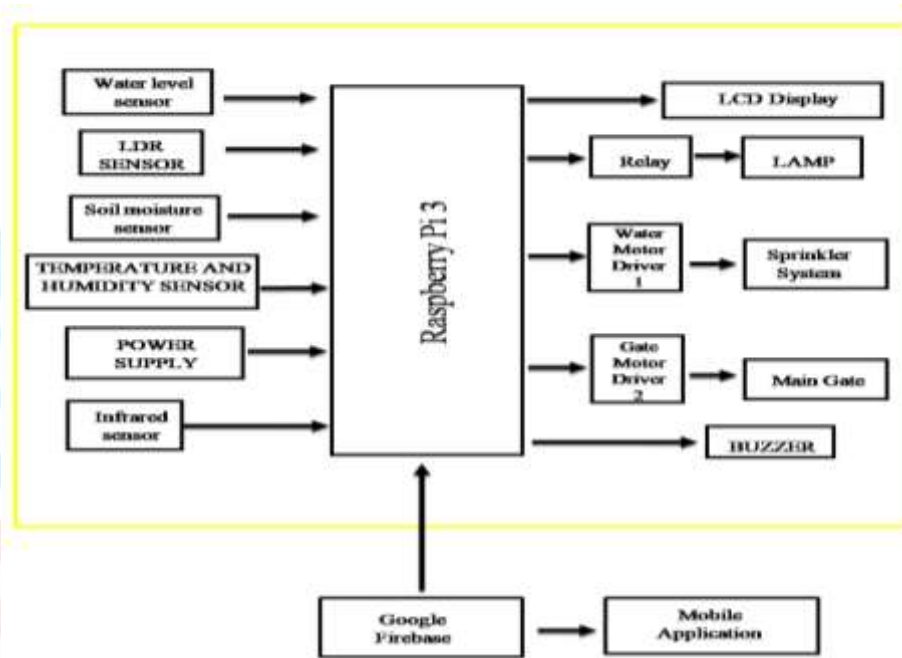 Water level
sensor
LDR
SENSOR
Soil moisture
sensor
TEMPERATURE AND
HUMIDITY SENSOR
POWER
SUPPLY
Infrared
sensor
Raspberry Pi 3
LCD Display
Relay
LAMP
Water
Motor
Driver
1
Sprinkler
System
Gate
Motor
Driver
2
Main Gate
BUZZER
Google
Firebase
Mobile
Application